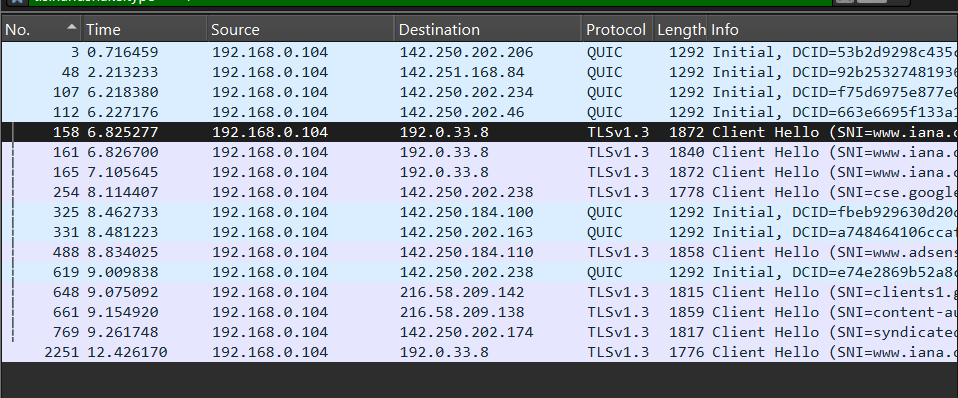 No. Time Source Destination Protocol Length Info
3 0.716459 192.168.0.104 142.250.202.206 QUIC 1292 Initial, DCID=53b2d9298c435c
48 2.213233 192.168.0.104 142.251.168.84 QUIC 1292 Initial, DCID=92b2532748193
107 6.218380 192.168.0.104 142.250.202.234 QUIC 1292 Initial, DCID=f75d6975e877e0
112 6.227176 192.168.0.104 142.250.202.46 QUIC 1292 Initial, DCID=663e6695f133a1
158 6.825277 192.168.0.104 192.0.33.8 TLSv1.3 1872 Client Hello (SNI=www.iana.
161 6.826700 192.168.0.104 192.0.33.8 TLSv1.3 1840 Client Hello (SNI=www.iana.
165 7.105645 192.168.0.104 192.0.33.8 TLSv1.3 1872 Client Hello (SNI=www.iana.
254 8.114407 192.168.0.104 142.250.202.238 TLSv1.3 1778 Client Hello (SNI=cse.google
325 8.462733 192.168.0.104 142.250.184.100 QUIC 1292 Initial, DCID=fbeb929630d20
331 8.481223 192.168.0.104 142.250.202.163 QUIC 1292 Initial, DCID=a748464106cca
488 8.834025 192.168.0.104 142.250.184.110 TLSv1.3 1858 Client Hello (SNI=www.adsen
619 9.009838 192.168.0.104 142.250.202.238 QUIC 1292 Initial, DCID=e74e2869b52a8
648 9.075092 192.168.0.104 216.58.209.142 TLSv1.3 1815 Client Hello (SNI=clients1.
661 9.154920 192.168.0.104 216.58.209.138 TLSv1.3 1859 Client Hello (SNI=content-au
769 9.261748 192.168.0.104 142.250.202.174 TLSv1.3 1817 Client Hello (SNI=syndicate
2251 12.426170 192.168.0.104 192.0.33.8 TLSv1.3 1776 Client Hello (SNI=www.iana.